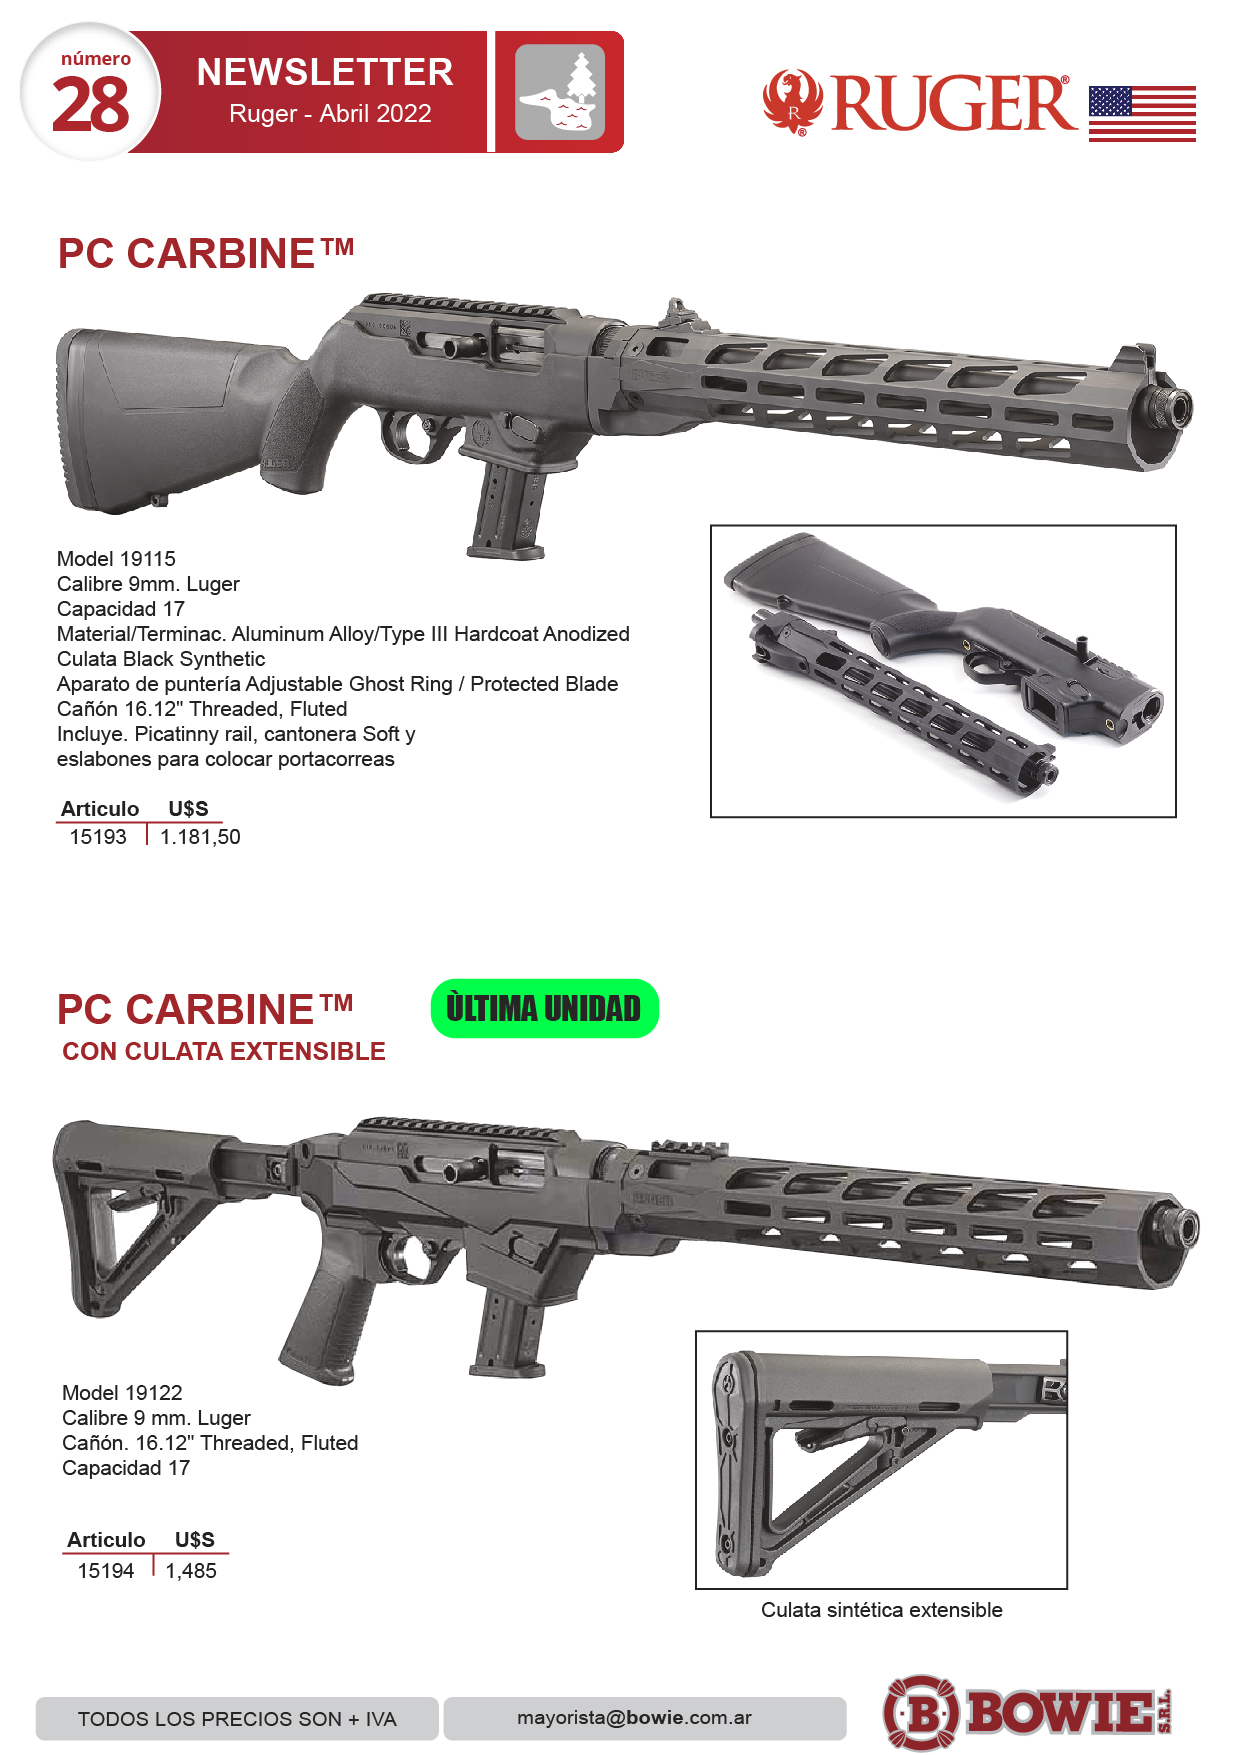 número
28
NEWSLETTER
Ruger - Abril 2022
RUGER®
PC CARBINE™
Model 19115
Calibre 9mm. Luger
Capacidad 17
Material/Terminac. Aluminum Alloy/Type III Hardcoat Anodized
Culata Black Synthetic
Aparato de puntería Adjustable Ghost Ring / Protected Blade
Cañón 16.12" Threaded, Fluted
Incluye. Picatinny rail, cantonera Soft y
eslabones para colocar portacorreas
Articulo U$S
15193 1.181,50
PC CARBINE™
ÙLTIMA UNIDAD
CON CULATA EXTENSIBLE
RUGER
Model 19122
Calibre 9 mm. Luger
Cañón. 16.12" Threaded, Fluted
Capacidad 17
Articulo U$S
15194 1,485
Culata sintética extensible
TODOS LOS PRECIOS SON + IVA
mayorista@bowie.com.ar
B BOWIE S.R.L.